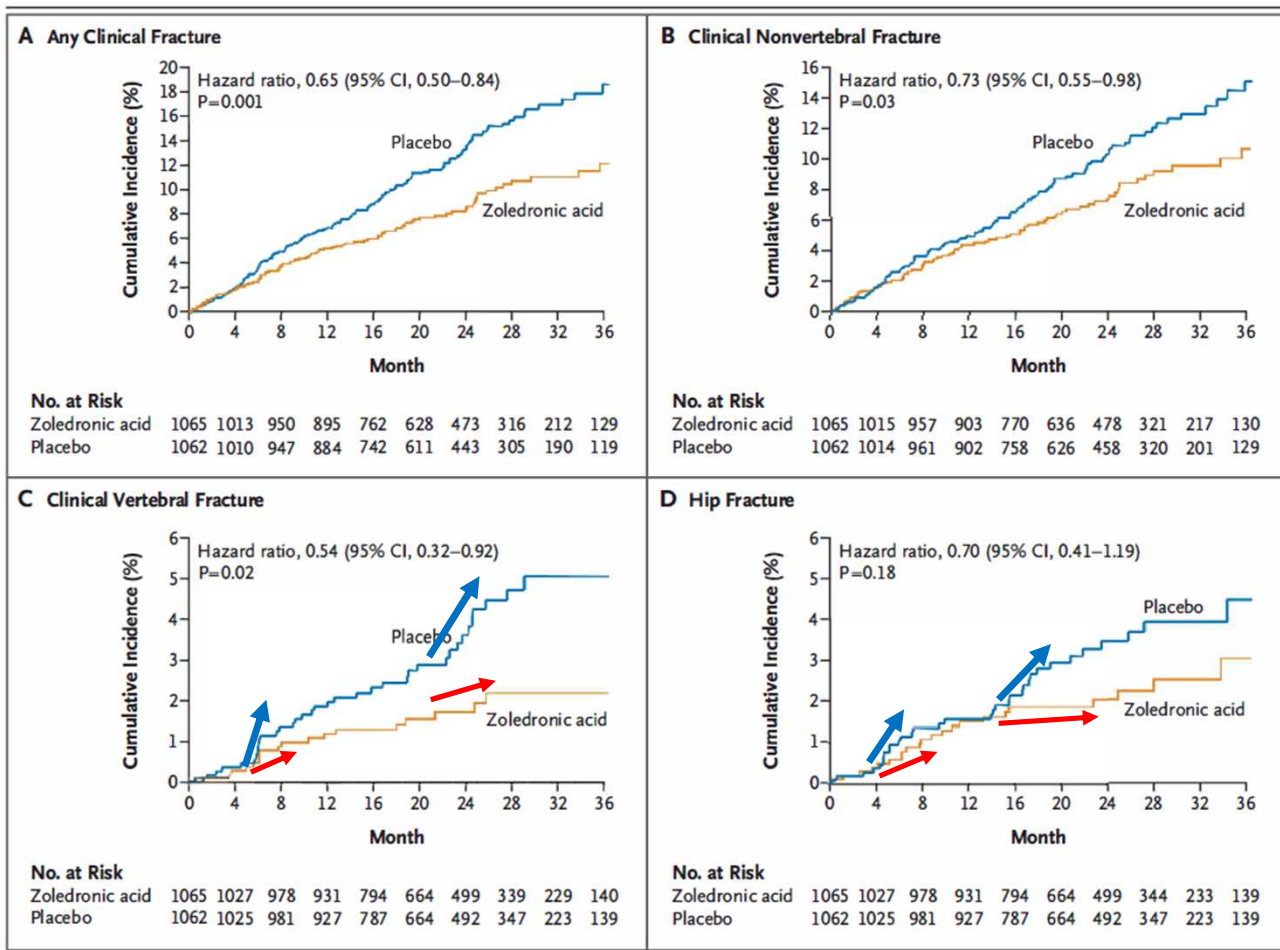 A Any Clinical Fracture
Cumulative Incidence (%)
20
18
16
14
12
10
8
6
4
2
0
Hazard ratio, 0.65 (95% CI, 0.50–0.84)
P=0.001
Placebo
Zoledronic acid
0 4 8 12 16 20 24 28 32 36
Month
No. at Risk
Zoledronic acid 1065 1013 950 895 762 628 473 316 212 129
Placebo 1062 1010 947 884 742 611 443 305 190 119
B Clinical Nonvertebral Fracture
Cumulative Incidence (%)
16
14
12
10
8
6
4
2
0
Hazard ratio, 0.73 (95% CI, 0.55–0.98)
P=0.03
Placebo
Zoledronic acid
0 4 8 12 16 20 24 28 32 36
Month
No. at Risk
Zoledronic acid 1065 1015 957 903 770 636 478 321 217 130
Placebo 1062 1014 961 902 758 626 458 320 201 129
C Clinical Vertebral Fracture
Cumulative Incidence (%)
6
5
4
3
2
1
0
Hazard ratio, 0.54 (95% CI, 0.32–0.92)
P=0.02
Placebo
Zoledronic acid
0 4 8 12 16 20 24 28 32 36
Month
No. at Risk
Zoledronic acid 1065 1027 978 931 794 664 499 339 229 140
Placebo 1062 1025 981 927 787 664 492 347 223 139
D Hip Fracture
Cumulative Incidence (%)
6
5
4
3
2
1
0
Hazard ratio, 0.70 (95% CI, 0.41–1.19)
P=0.18
Placebo
Zoledronic acid
0 4 8 12 16 20 24 28 32 36
Month
No. at Risk
Zoledronic acid 1065 1027 978 931 794 664 499 344 233 139
Placebo 1062 1025 981 927 787 664 492 347 223 139